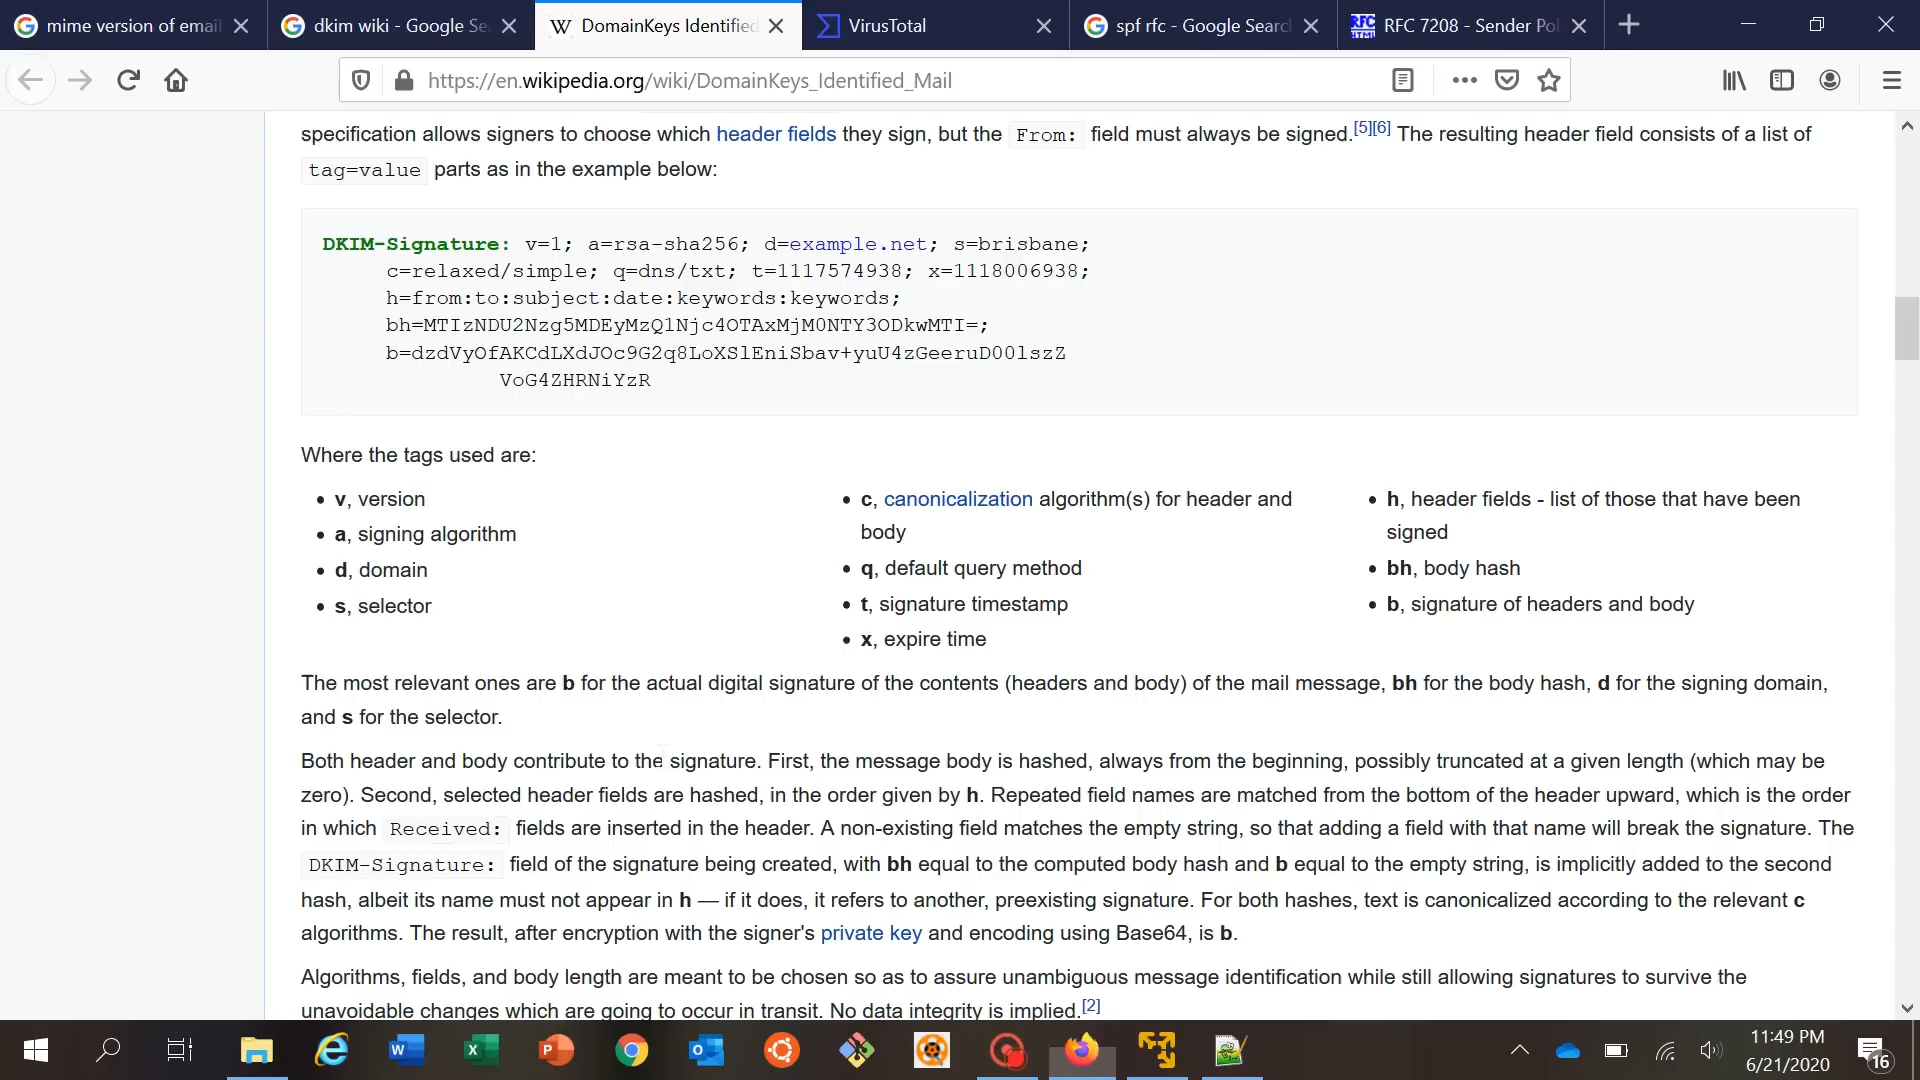 mime version of email
dkim wiki - Google Se
DomainKeys Identified
VirusTotal
spf rfc - Google Search
RFC 7208 - Sender Pol
https://en.wikipedia.org/wiki/DomainKeys_Identified_Mail
specification allows signers to choose which header fields they sign, but the From: field must always be signed.[5][6] The resulting header field consists of a list of
tag=value parts as in the example below:
DKIM-Signature: v=1; a=rsa-sha256; d=example.net; s=brisbane;
c=relaxed/simple; q=dns/txt; t=1117574938; x=1118006938;
h=from:to:subject:date:keywords:keywords;
bh=MTIzNDU2Nzg5MDEyMzQ1Njc4OTAxMjM0NTY3ODkwMTI=;
b=dzdVyOfAKCdLXdJOc9G2q8LoXSlEniSbav+yuU4zGeeruD00lszZ
VoG4ZHRNiYzR
Where the tags used are:
v, version
a, signing algorithm
d, domain
s, selector
c, canonicalization algorithm(s) for header and
body
q, default query method
t, signature timestamp
x, expire time
h, header fields - list of those that have been
signed
bh, body hash
b, signature of headers and body
The most relevant ones are b for the actual digital signature of the contents (headers and body) of the mail message, bh for the body hash, d for the signing domain,
and s for the selector.
Both header and body contribute to the signature. First, the message body is hashed, always from the beginning, possibly truncated at a given length (which may be
zero). Second, selected header fields are hashed, in the order given by h. Repeated field names are matched from the bottom of the header upward, which is the order
in which Received: fields are inserted in the header. A non-existing field matches the empty string, so that adding a field with that name will break the signature. The
DKIM-Signature: field of the signature being created, with bh equal to the computed body hash and b equal to the empty string, is implicitly added to the second
hash, albeit its name must not appear in h — if it does, it refers to another, preexisting signature. For both hashes, text is canonicalized according to the relevant c
algorithms. The result, after encryption with the signer's private key and encoding using Base64, is b.
Algorithms, fields, and body length are meant to be chosen so as to assure unambiguous message identification while still allowing signatures to survive the
unavoidable changes which are going to occur in transit. No data integrity is implied.[2]
11:49 PM
6/21/2020
16